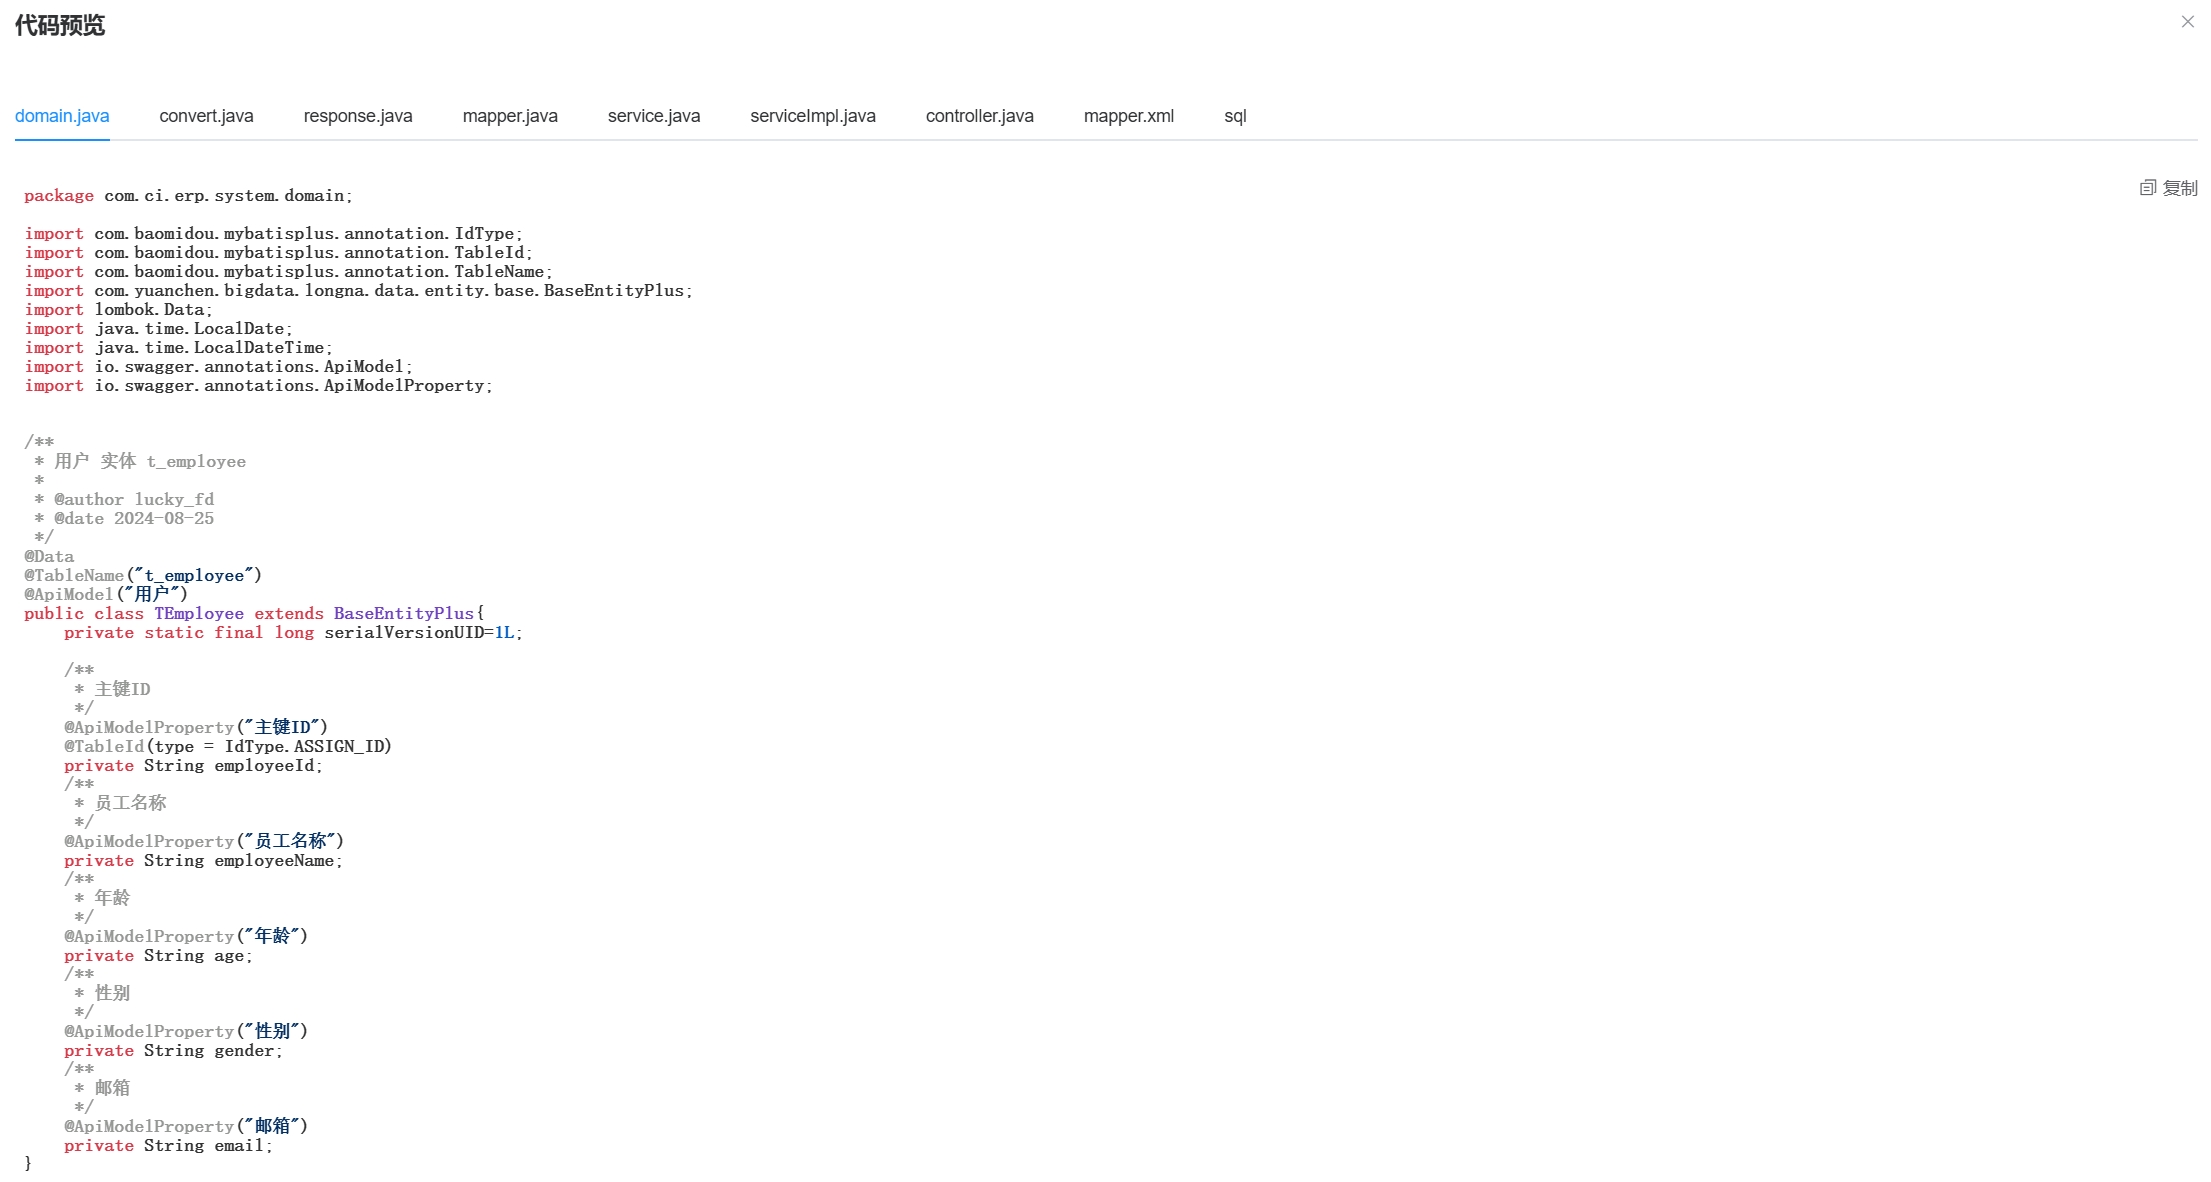 代码预览
domain.java convert.java response.java mapper.java service.java serviceImpl.java controller.java mapper.xml sql
复制
package com.ci.erp.system.domain;
import com.baomidou.mybatisplus.annotation.IdType;
import com.baomidou.mybatisplus.annotation.TableId;
import com.baomidou.mybatisplus.annotation.TableName;
import com.yuanchen.bigdata.longna.data.entity.base.BaseEntityPlus;
import lombok.Data;
import java.time.LocalDate;
import java.time.LocalDateTime;
import io.swagger.annotations.ApiModel;
import io.swagger.annotations.ApiModelProperty;
/**
 * 用户 实体 t_employee
 *
 * @author lucky_fd
 * @date 2024-08-25
 */
@Data
@TableName("t_employee")
@ApiModel("用户")
public class TEmployee extends BaseEntityPlus{
    private static final long serialVersionUID=1L;
    /**
     * 主键ID
     */
    @ApiModelProperty("主键ID")
    @TableId(type = IdType.ASSIGN_ID)
    private String employeeId;
    /**
     * 员工名称
     */
    @ApiModelProperty("员工名称")
    private String employeeName;
    /**
     * 年龄
     */
    @ApiModelProperty("年龄")
    private String age;
    /**
     * 性别
     */
    @ApiModelProperty("性别")
    private String gender;
    /**
     * 邮箱
     */
    @ApiModelProperty("邮箱")
    private String email;
}